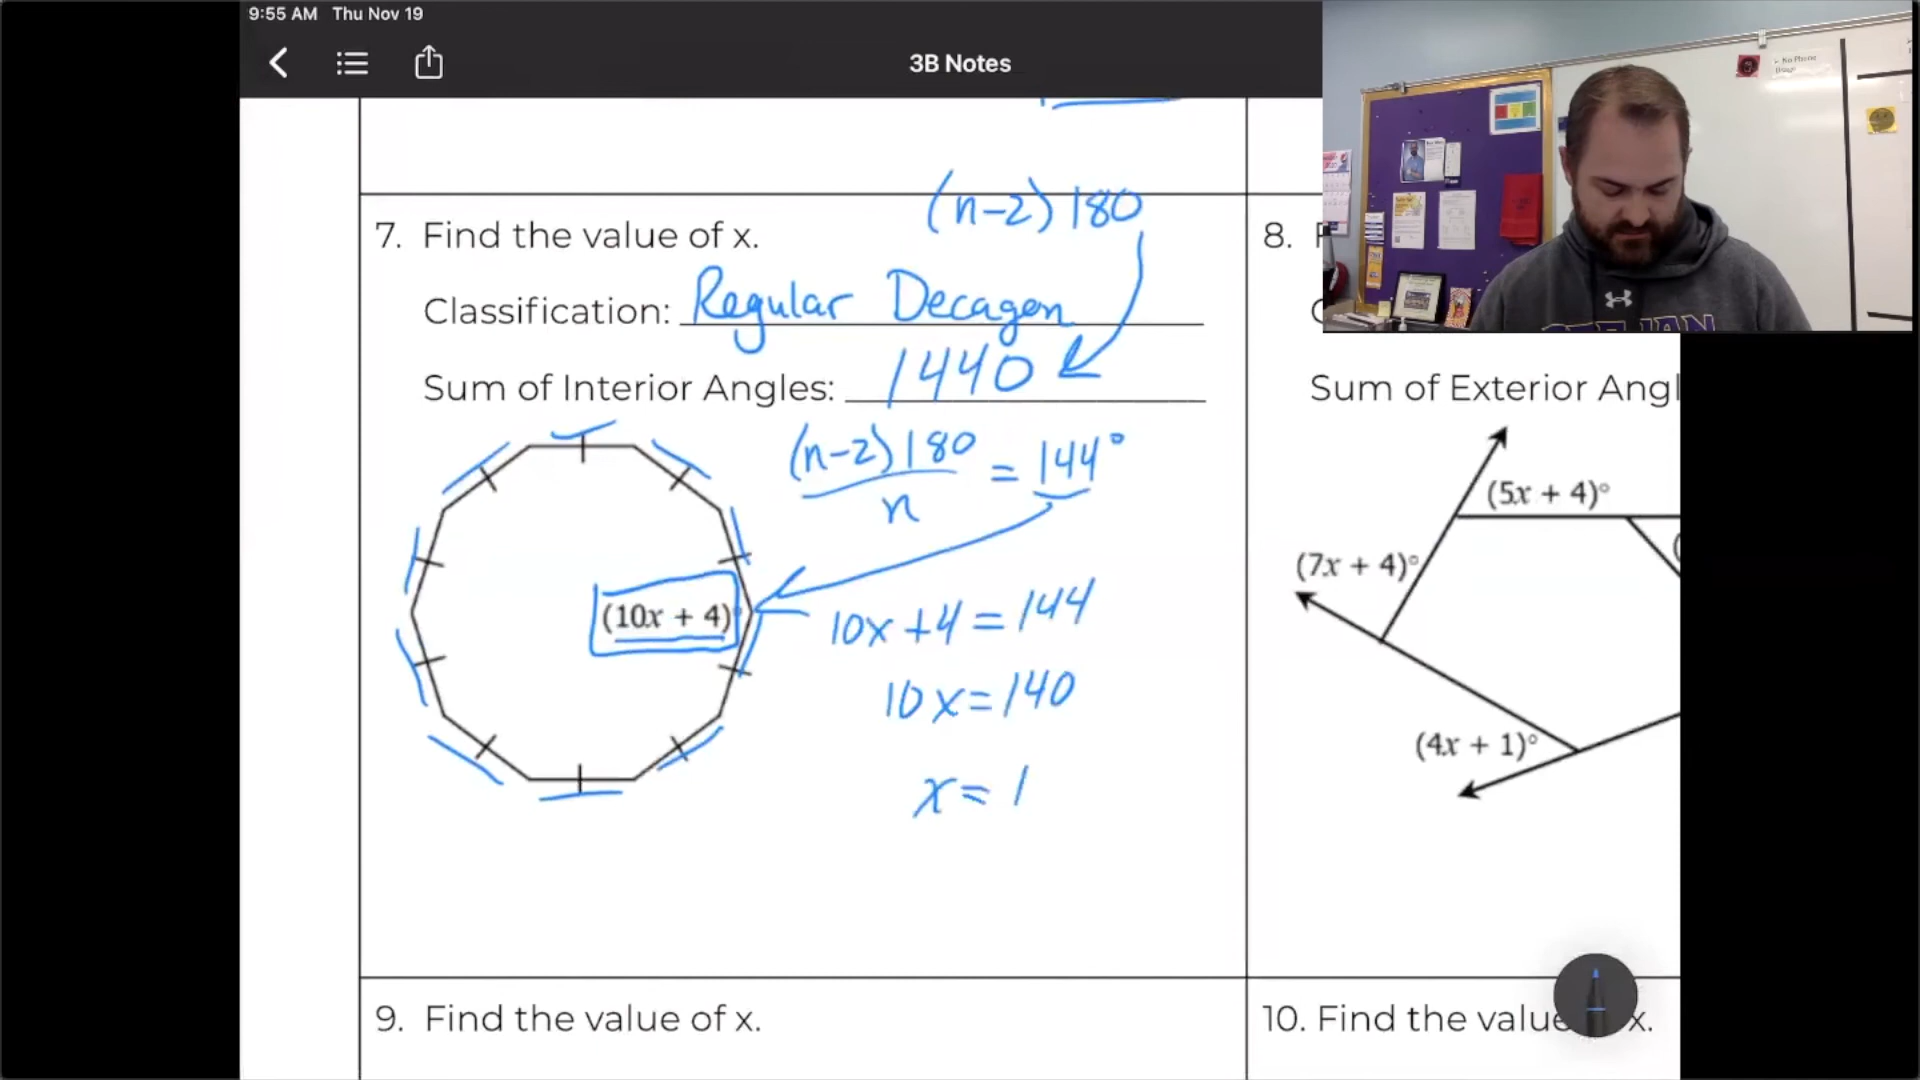 9:55 AM Thu Nov 19
3B Notes
No Phone
(n-2)180
7. Find the value of x.
Classification: Regular Decagon
Sum of Interior Angles: 1440
(n-2)180
n
= 144°
(10x + 4)
10x+4=144
10x=140
x=1
8.
Sum of Exterior Angl
(5x + 4)°
(7x + 4)°
(4x + 1)°
9. Find the value of x.
10. Find the value x.